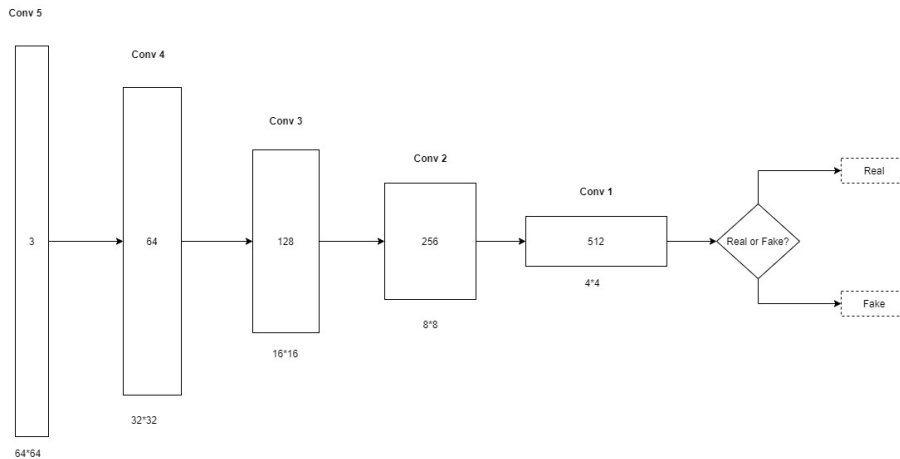 Conv 5
3
64*64
Conv 4
64
32*32
Conv 3
128
16*16
Conv 2
256
8*8
Conv 1
512
4*4
Real or Fake?
Real
Fake